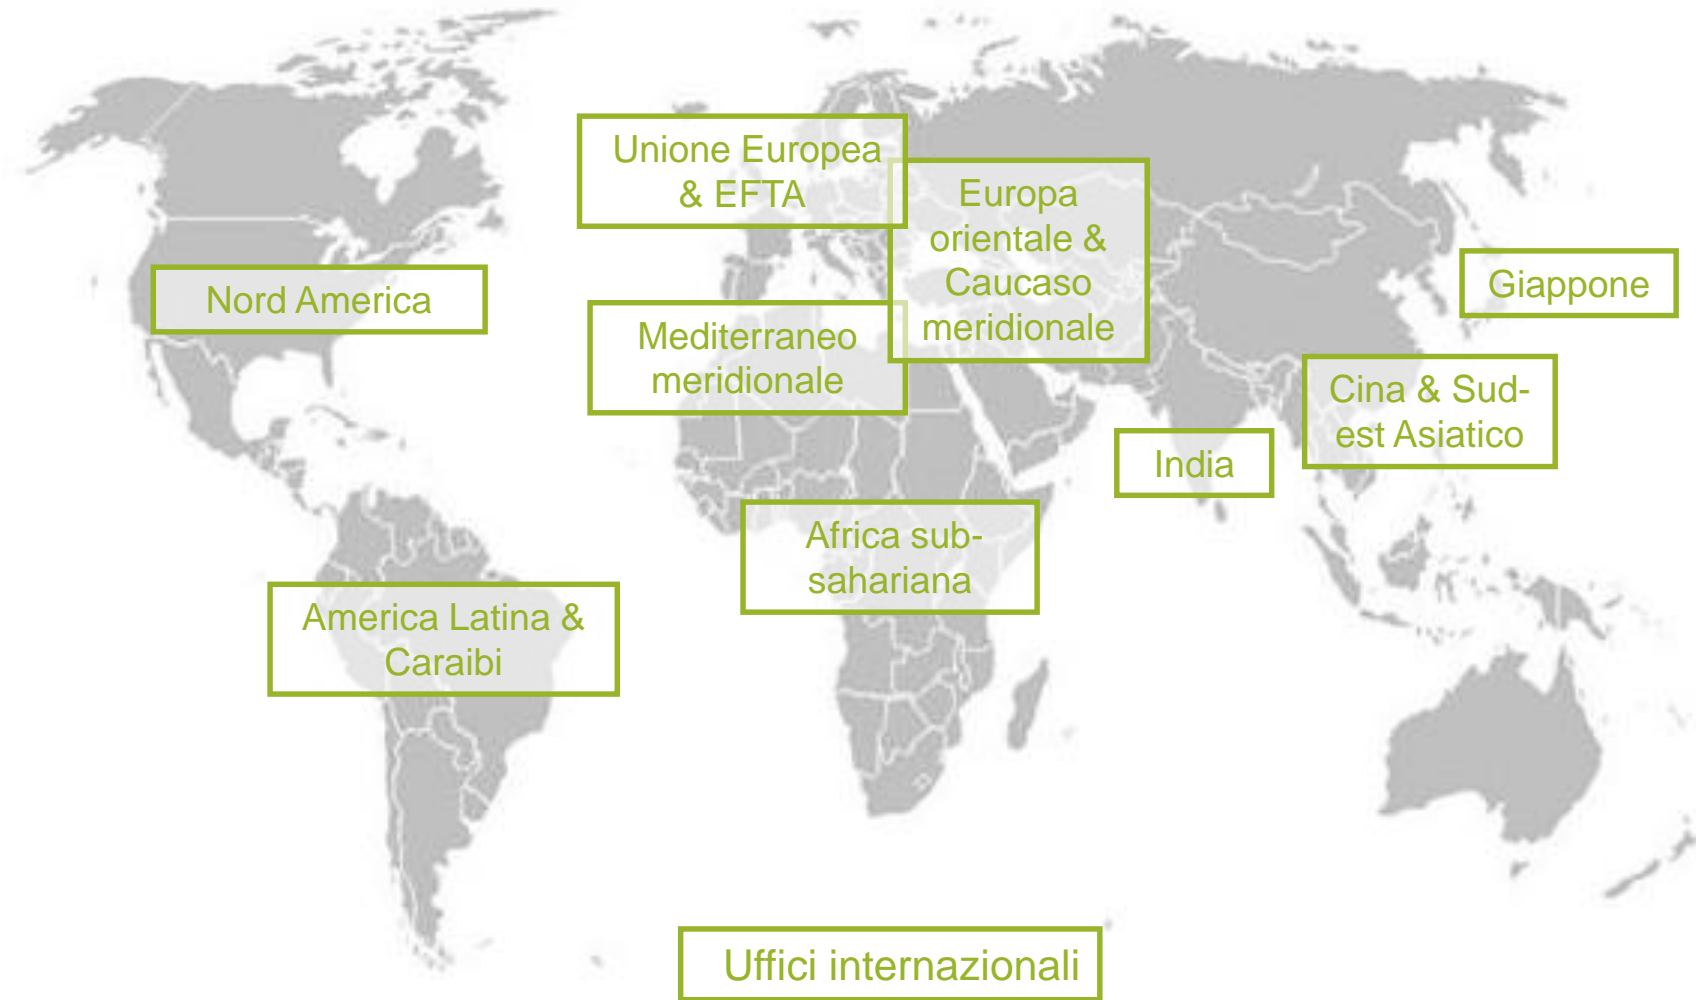 Unione Europea
& EFTA
Europa
orientale &
Caucaso
meridionale
Nord America
Giappone
Mediterraneo
meridionale
Cina & Sud-
est Asiatico
India
Africa sub-
sahariana
America Latina &
Caraibi
Uffici internazionali